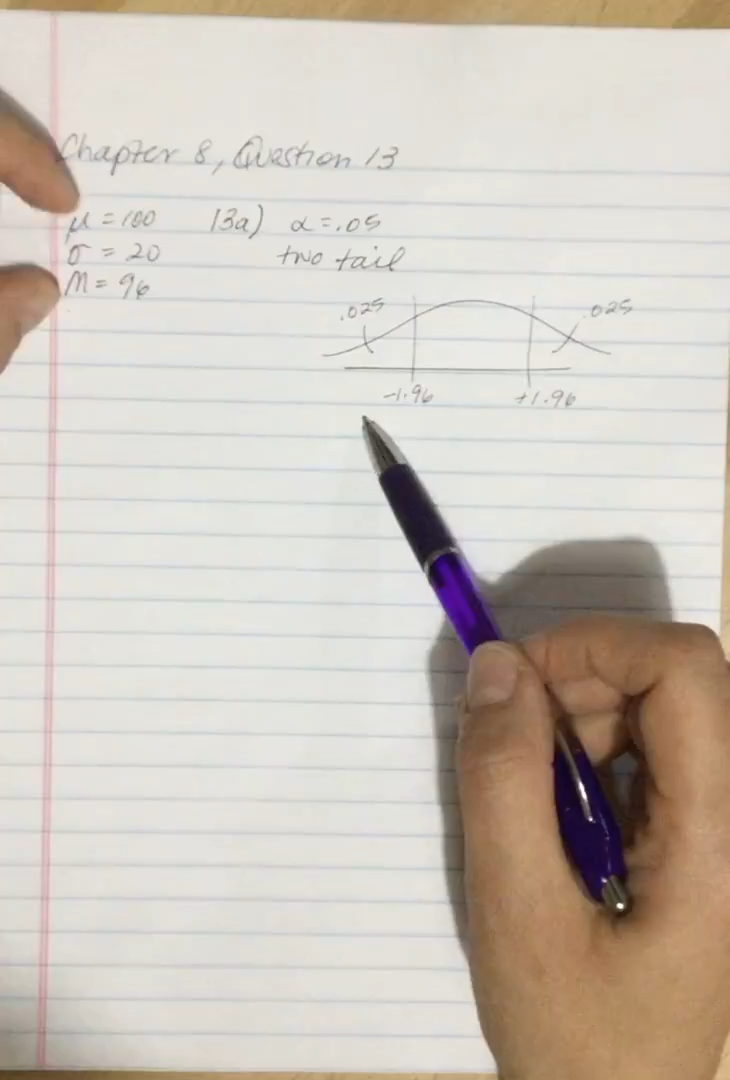 Chapter 8, Question 13
μ = 100 13a) α = .05
σ = 20 two tail
M = 96
.025 .025
-1.96 +1.96